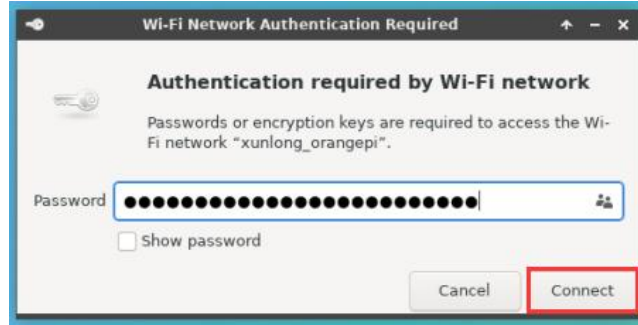 Wi-Fi Network Authentication Required
Authentication required by Wi-Fi network
Passwords or encryption keys are required to access the Wi-
Fi network “xunlong_orangepi”.
Password ●●●●●●●●●●●●●●●●●●●●●●●●●
Show password
Cancel Connect